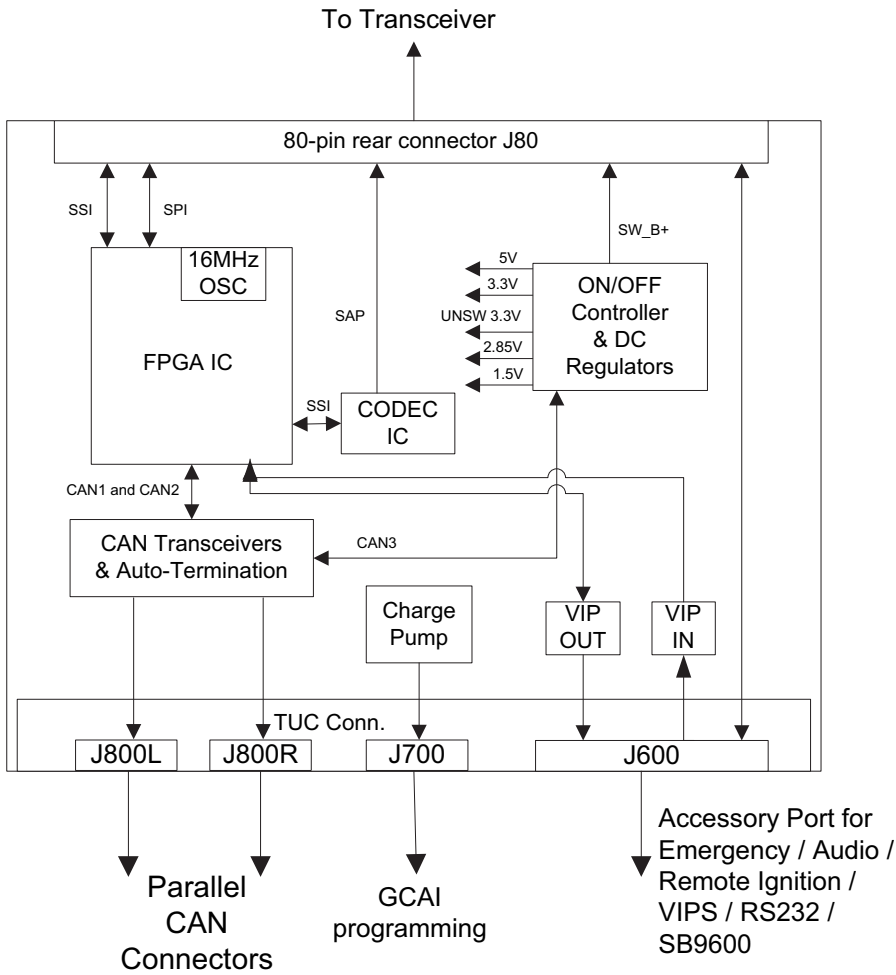 To Transceiver
80-pin rear connector J80
SSI
SPI
SW_B+
16MHz
OSC
FPGA IC
SAP
5V
3.3V
UNSW 3.3V
2.85V
1.5V
ON/OFF
Controller
& DC
Regulators
SSI
CODEC
IC
CAN1 and CAN2
CAN Transceivers
& Auto-Termination
CAN3
Charge
Pump
VIP
OUT
VIP
IN
TUC Conn.
J800L
J800R
J700
J600
Parallel
CAN
Connectors
GCAI
programming
Accessory Port for
Emergency / Audio /
Remote Ignition /
VIPS / RS232 /
SB9600